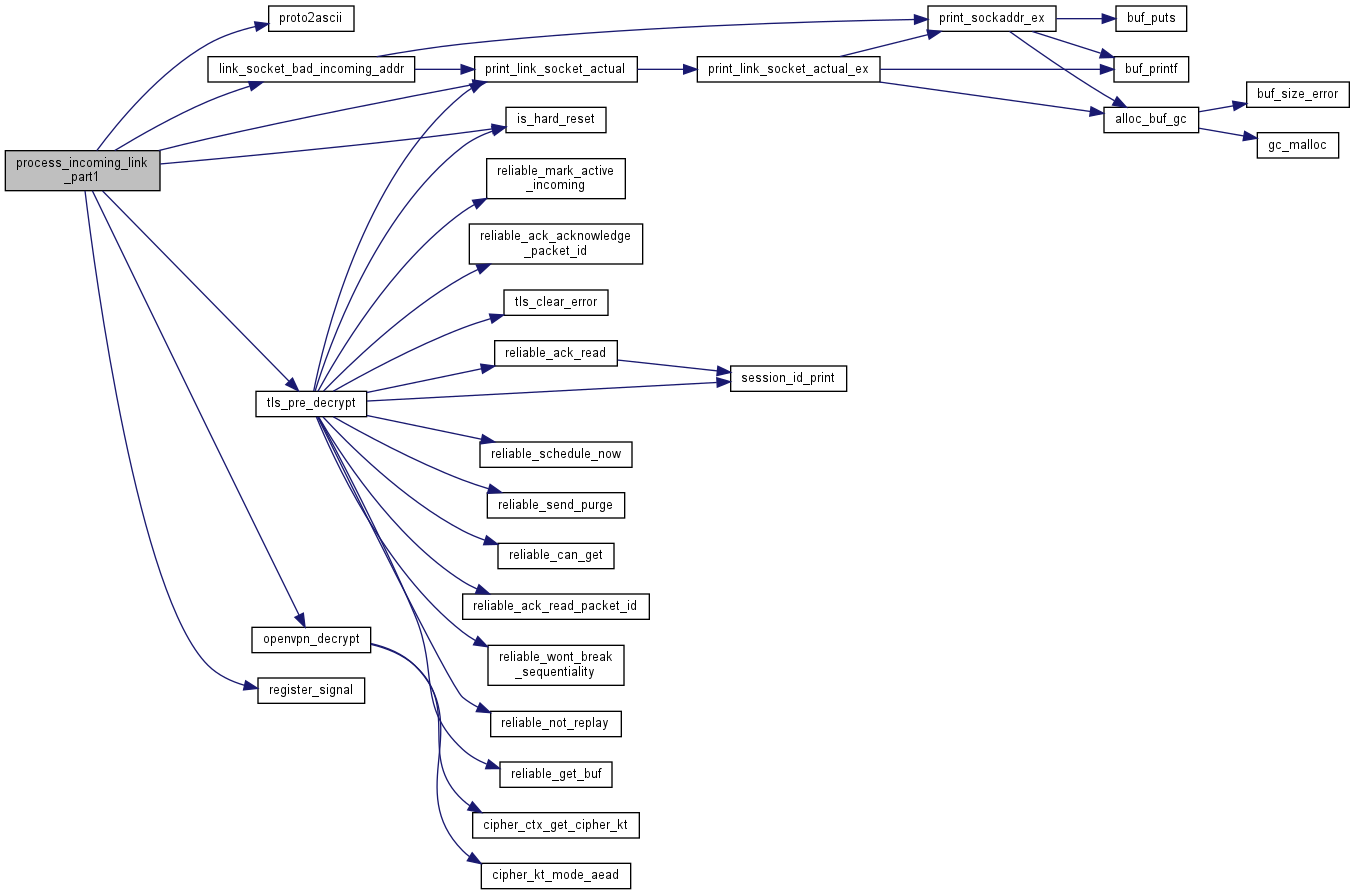 proto2ascii
print_sockaddr_ex
buf_puts
link_socket_bad_incoming_addr
print_link_socket_actual
print_link_socket_actual_ex
buf_printf
buf_size_error
is_hard_reset
alloc_buf_gc
gc_malloc
process_incoming_link
_part1
reliable_mark_active
_incoming
reliable_ack_acknowledge
_packet_id
tls_clear_error
reliable_ack_read
session_id_print
tls_pre_decrypt
reliable_schedule_now
reliable_send_purge
reliable_can_get
reliable_ack_read_packet_id
openvpn_decrypt
reliable_wont_break
_sequentiality
register_signal
reliable_not_replay
reliable_get_buf
cipher_ctx_get_cipher_kt
cipher_kt_mode_aead